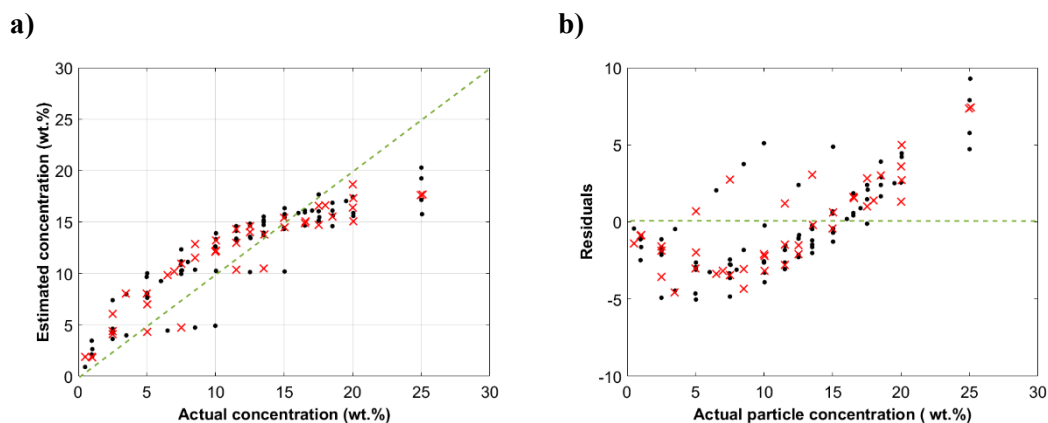 a)
b)
Estimated concentration (wt.%)
30
25
20
15
10
5
0
0 5 10 15 20 25 30
Actual concentration (wt.%)
Residuals
10
5
0
-5
-10
0 5 10 15 20 25 30
Actual particle concentration ( wt.%)